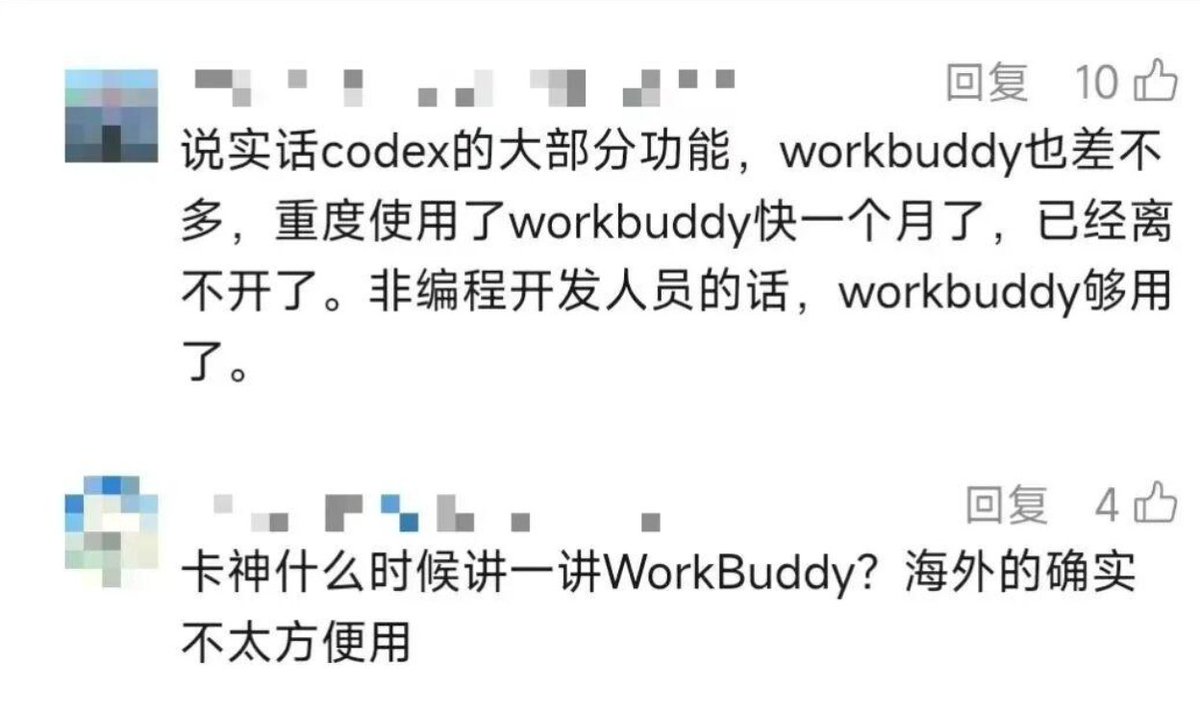 回复 10
说实话codex的大部分功能，workbuddy也差不
多，重度使用了workbuddy快一个月了，已经离
不开了。非编程开发人员的话，workbuddy够用
了。
回复 4
卡神什么时候讲一讲WorkBuddy？海外的确实
不太方便用